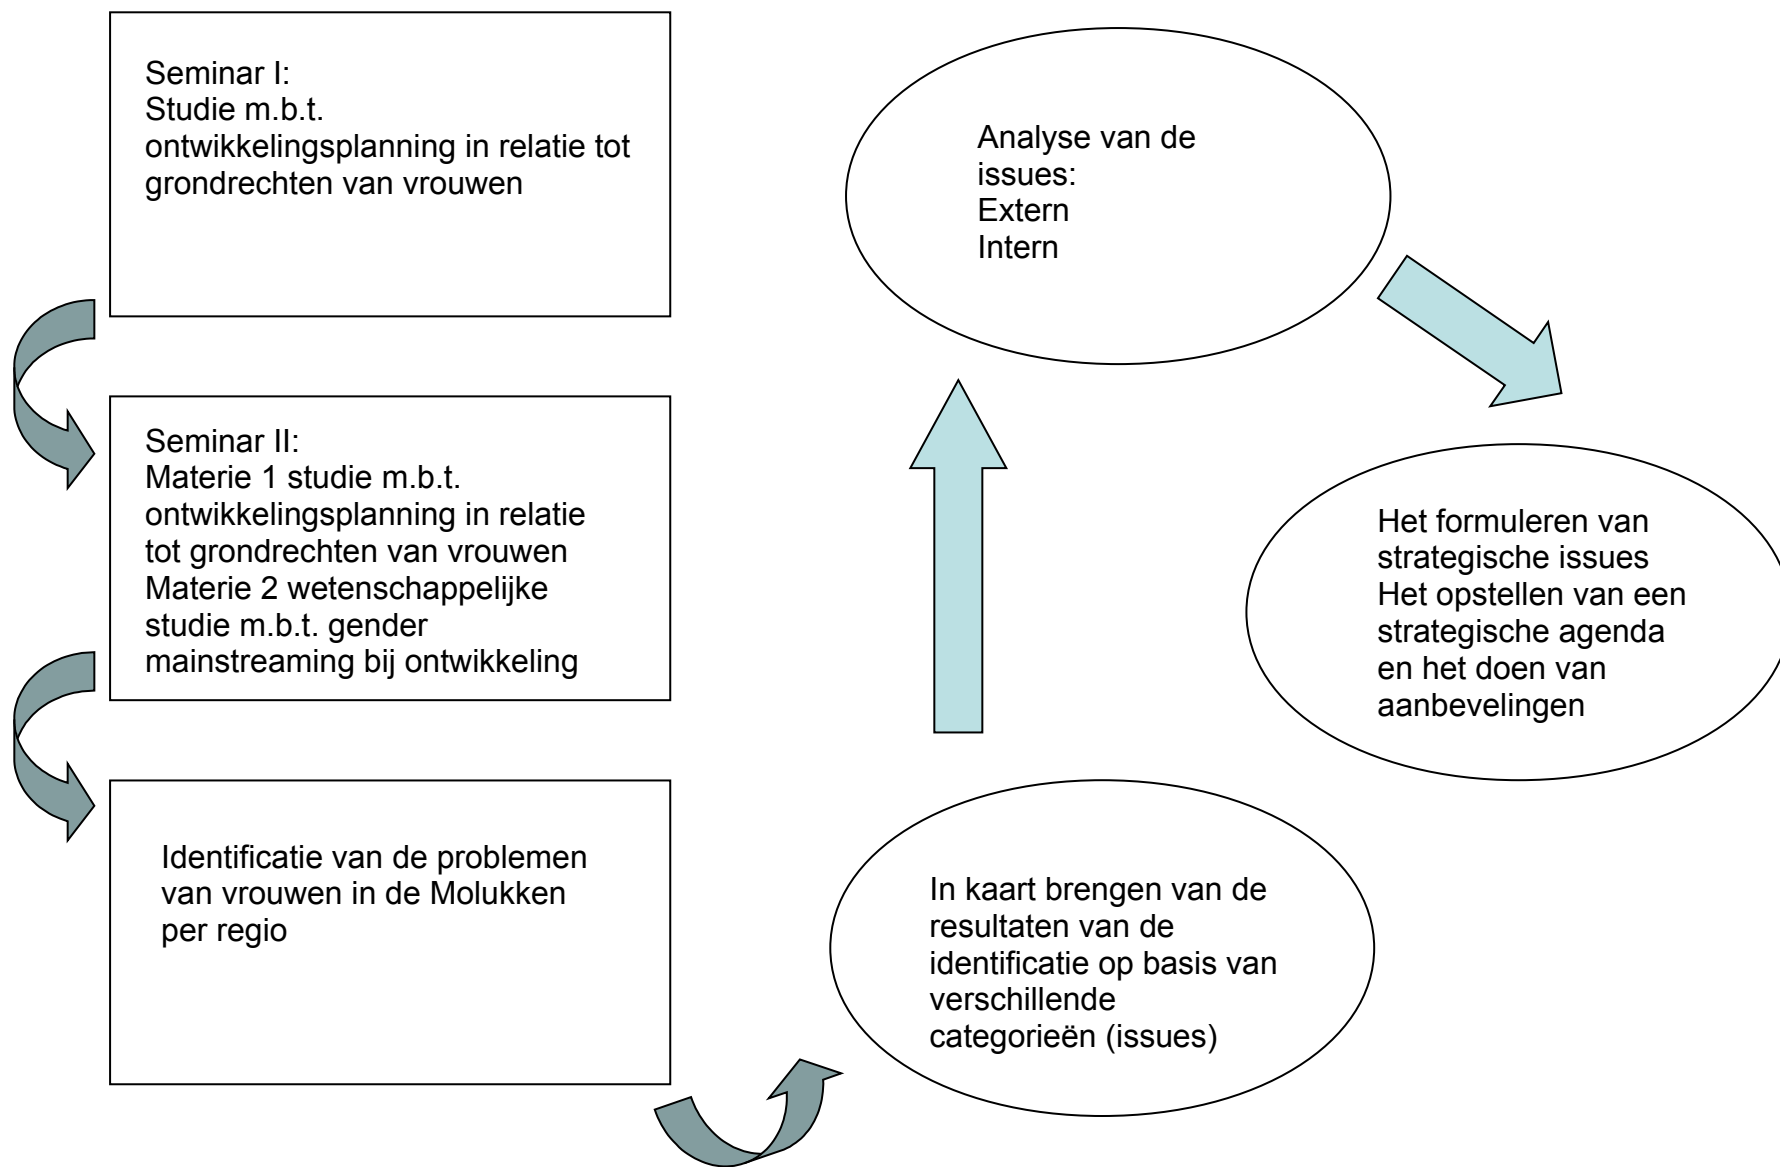 Seminar I:
Studie m.b.t.
ontwikkelingsplanning in relatie tot
grondrechten van vrouwen
Seminar II:
Materie 1 studie m.b.t.
ontwikkelingsplanning in relatie
tot grondrechten van vrouwen
Materie 2 wetenschappelijke
studie m.b.t. gender
mainstreaming bij ontwikkeling
Identificatie van de problemen
van vrouwen in de Molukken
per regio
In kaart brengen van de
resultaten van de
identificatie op basis van
verschillende
categorieën (issues)
Analyse van de
issues:
Extern
Intern
Het formuleren van
strategische issues
Het opstellen van een
strategische agenda
en het doen van
aanbevelingen